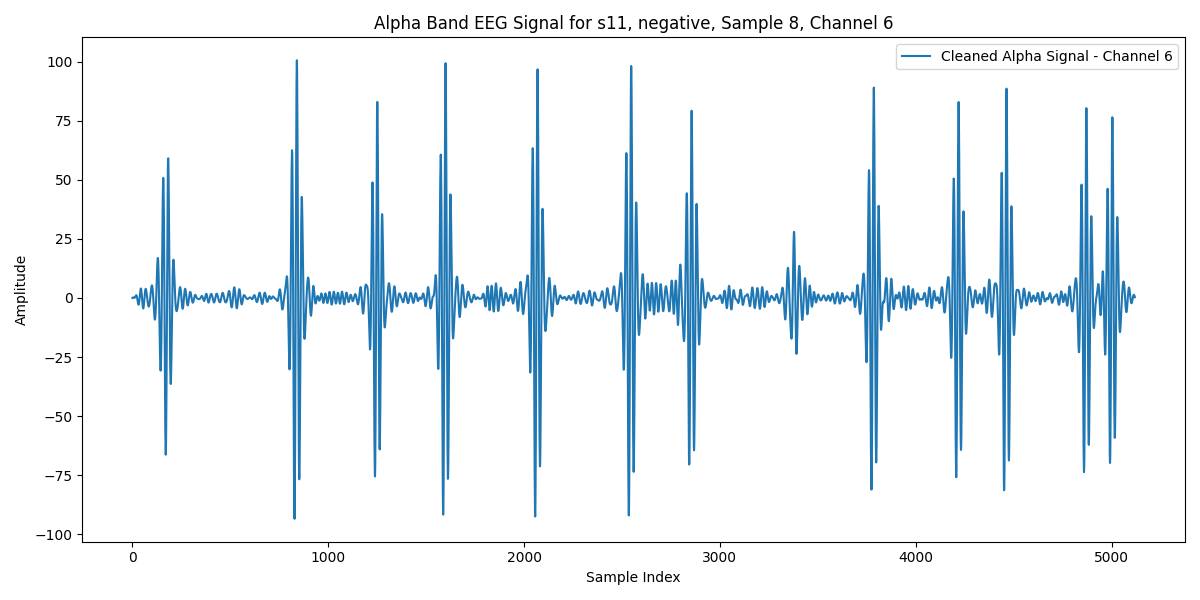 Alpha Band EEG Signal for s11, negative, Sample 8, Channel 6
Cleaned Alpha Signal - Channel 6
100
75
50
25
0
−25
−50
−75
−100
Amplitude
0 1000 2000 3000 4000 5000
Sample Index